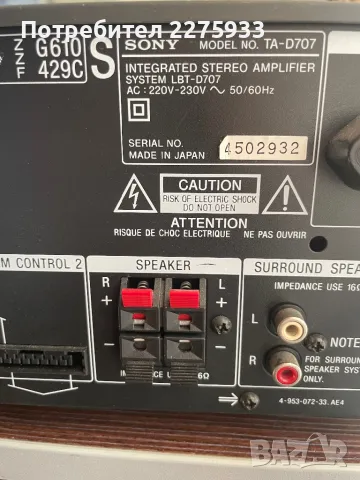 Потребител 2275933
Z G610 S
Z
F 429C
SONY MODEL NO. TA-D707
INTEGRATED STEREO AMPLIFIER
SYSTEM LBT-D707
AC : 220V-230V ~ 50/60Hz
SERIAL NO. 4502932
MADE IN JAPAN
CAUTION
RISK OF ELECTRIC SHOCK
DO NOT OPEN
ATTENTION
RISQUE DE CHOC ELECTRIQUE NE PAS OUVRIR
M CONTROL 2
SPEAKER
SURROUND SPEA
IMPEDANCE USE 16Ω
R L
+ +
- -
L
R
NOTE
FOR SURROUN
SPEAKER SYS
ONLY.
6Ω
4-953-072-33. AE4
BAZAR